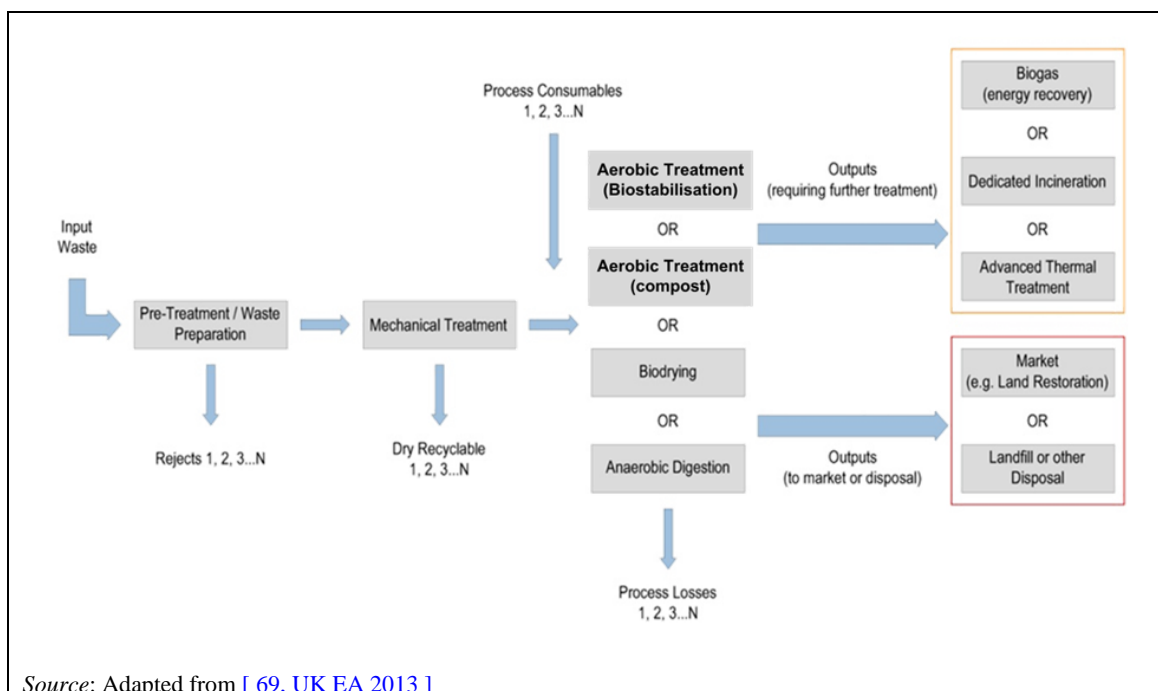 Input
Waste
Pre-Treatment / Waste
Preparation
Rejects 1, 2, 3...N
Mechanical Treatment
Dry Recyclable
1, 2, 3...N
Process Consumables
1, 2, 3...N
Aerobic Treatment
(Biostabilisation)
OR
Aerobic Treatment
(compost)
OR
Biodrying
OR
Anaerobic Digestion
Process Losses
1, 2, 3...N
Outputs
(requiring further treatment)
Outputs
(to market or disposal)
Biogas
(energy recovery)
OR
Dedicated Incineration
OR
Advanced Thermal
Treatment
Market
(e.g. Land Restoration)
OR
Landfill or other
Disposal
Source: Adapted from [ 69, UK EA 2013 ]